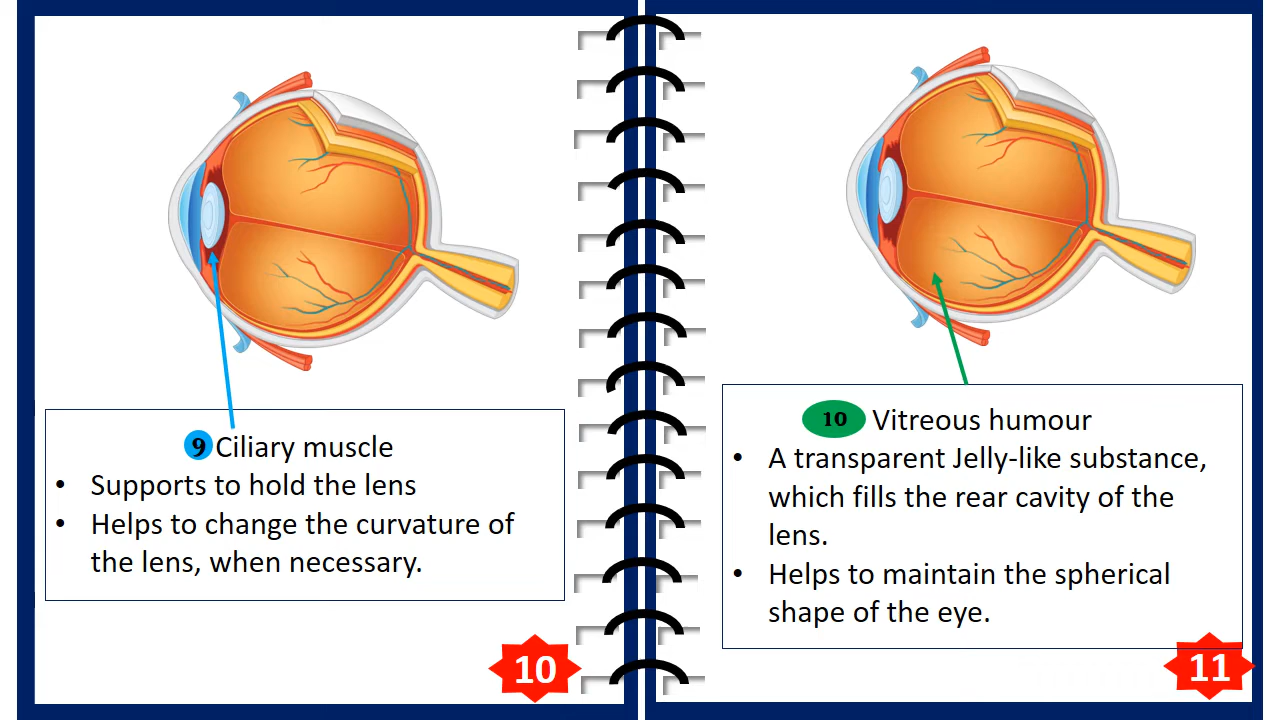 9 Ciliary muscle
• Supports to hold the lens
• Helps to change the curvature of
the lens, when necessary.
10
10 Vitreous humour
• A transparent Jelly-like substance,
which fills the rear cavity of the
lens.
• Helps to maintain the spherical
shape of the eye.
11